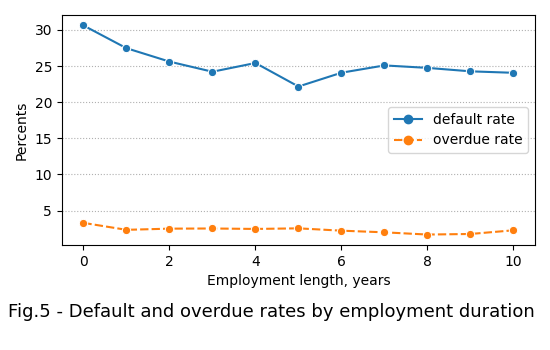 30
25
20
15
10
5
Percents
default rate
overdue rate
0 2 4 6 8 10
Employment length, years
Fig.5 - Default and overdue rates by employment duration